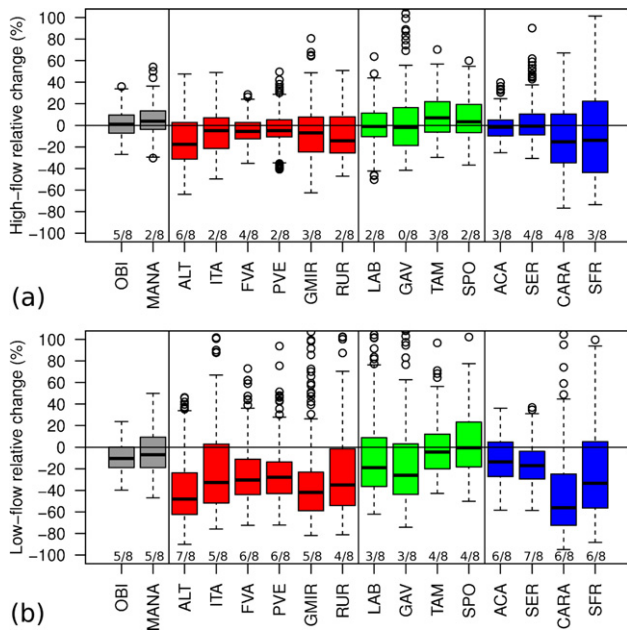 High−flow relative change (%)
100
80
60
40
20
0
−20
−40
−60
−80
−100
5/8 2/8 6/8 2/8 4/8 2/8 3/8 2/8 2/8 0/8 3/8 2/8 3/8 4/8 4/8 3/8
OBI MANA ALT ITA FVA PVE GMIR RUR LAB GAV TAM SPO ACA SER CARA SFR
(a)
Low−flow relative change (%)
100
80
60
40
20
0
−20
−40
−60
−80
−100
5/8 5/8 7/8 5/8 6/8 6/8 5/8 4/8 3/8 3/8 4/8 4/8 6/8 7/8 6/8 6/8
OBI MANA ALT ITA FVA PVE GMIR RUR LAB GAV TAM SPO ACA SER CARA SFR
(b)